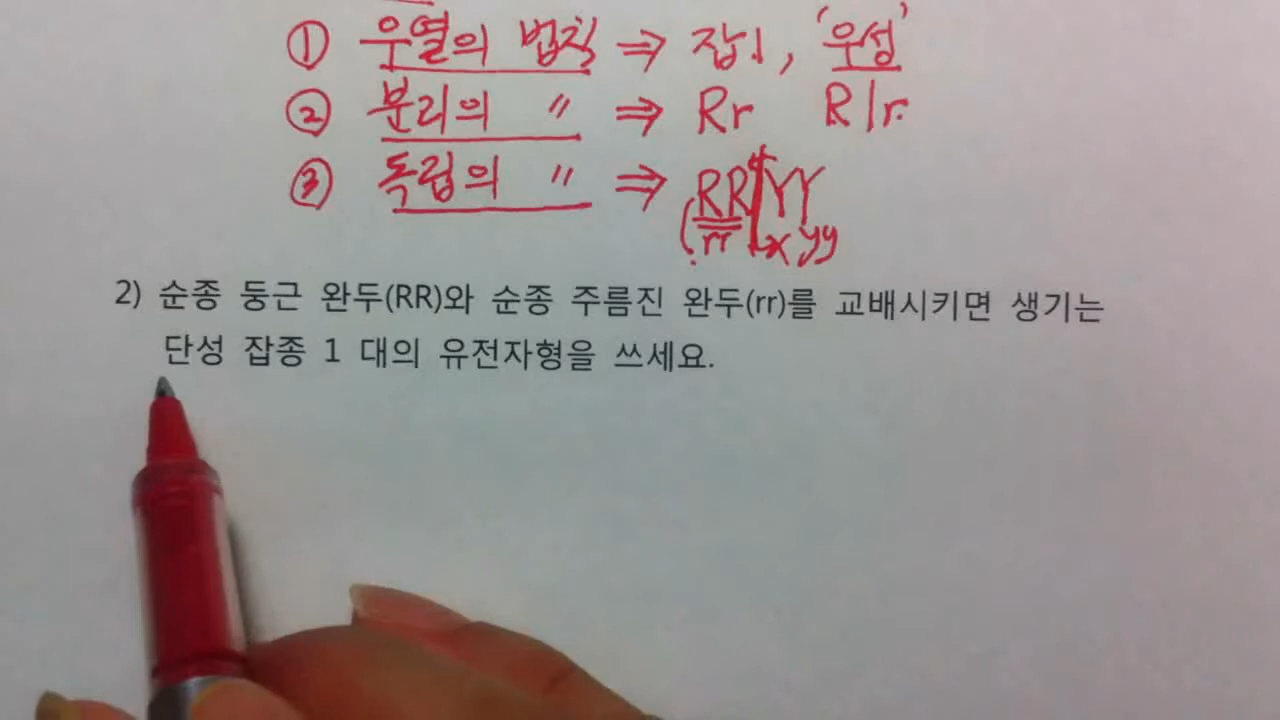 ① 우열의 법칙 ⇒ 잡1, '우성'
② 분리의 〃 ⇒ Rr R|r.
③ 독립의 〃 ⇒ RR YY
(rr x yy
2) 순종 둥근 완두(RR)와 순종 주름진 완두(rr)를 교배시키면 생기는
단성 잡종 1 대의 유전자형을 쓰세요.